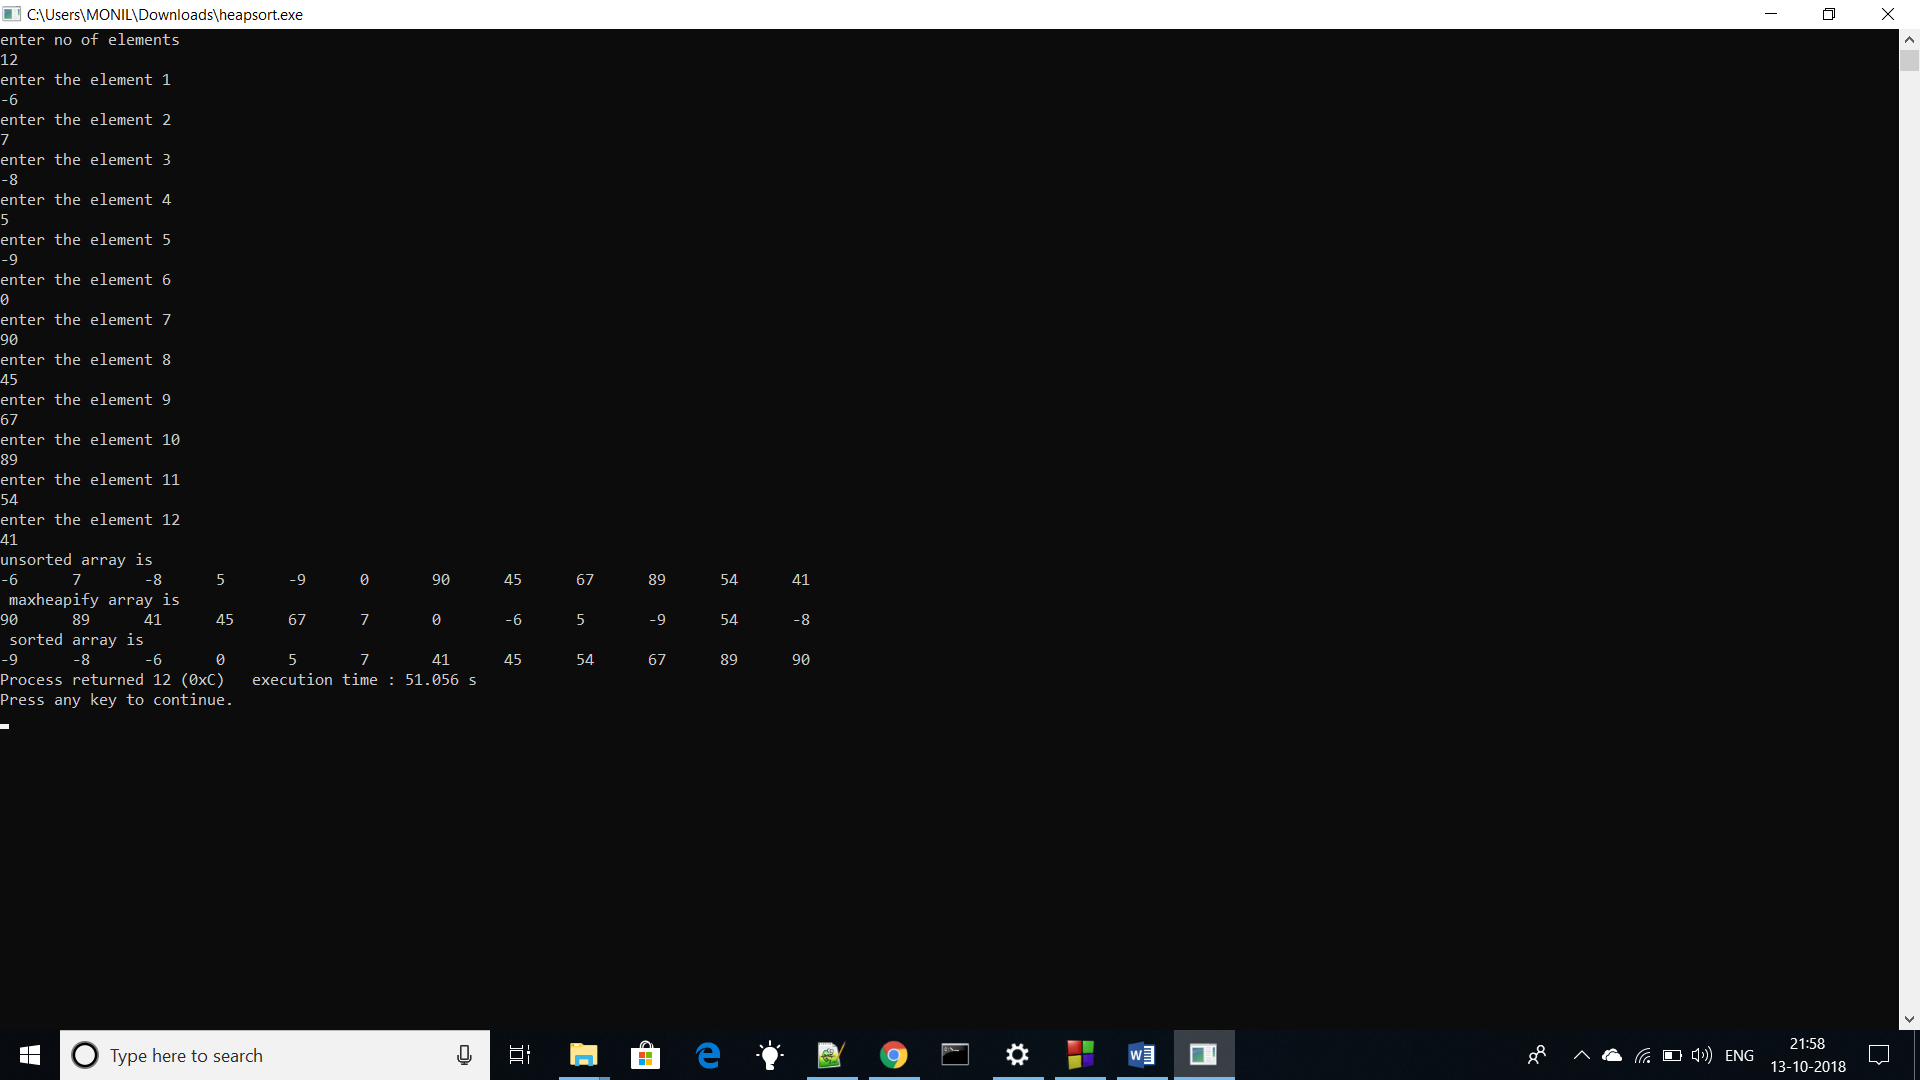 C:\Users\MONIL\Downloads\heapsort.exe
enter no of elements
12
enter the element 1
-6
enter the element 2
7
enter the element 3
-8
enter the element 4
5
enter the element 5
-9
enter the element 6
0
enter the element 7
90
enter the element 8
45
enter the element 9
67
enter the element 10
89
enter the element 11
54
enter the element 12
41
unsorted array is
-6 7 -8 5 -9 0 90 45 67 89 54 41
maxheapify array is
90 89 41 45 67 7 0 -6 5 -9 54 -8
sorted array is
-9 -8 -6 0 5 7 41 45 54 67 89 90
Process returned 12 (0xC) execution time : 51.056 s
Press any key to continue.
Type here to search
ENG
21:58
13-10-2018